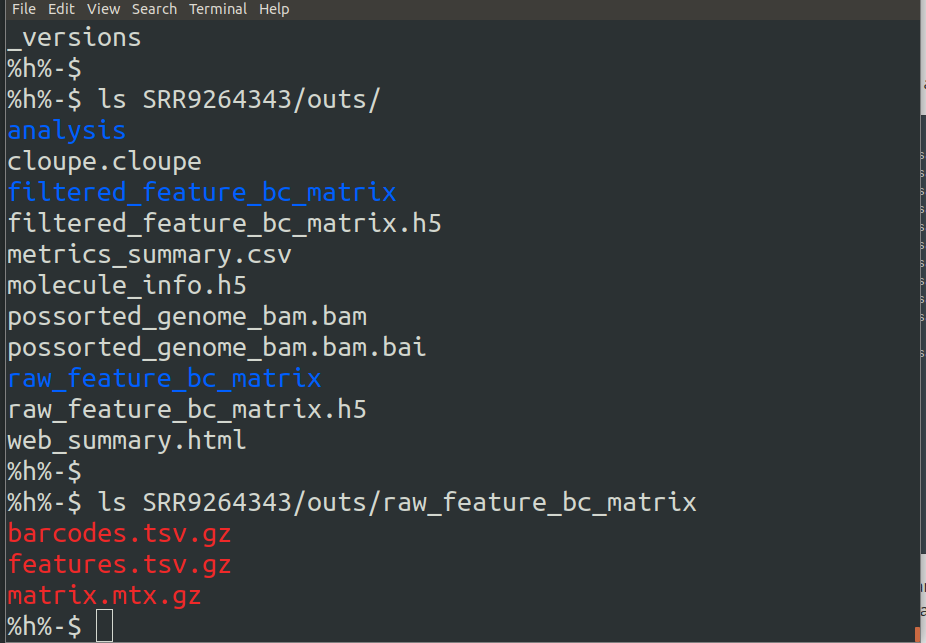 File Edit View Search Terminal Help
_versions
%h%-$
%h%-$ ls SRR9264343/outs/
analysis
cloupe.cloupe
filtered_feature_bc_matrix
filtered_feature_bc_matrix.h5
metrics_summary.csv
molecule_info.h5
possorted_genome_bam.bam
possorted_genome_bam.bam.bai
raw_feature_bc_matrix
raw_feature_bc_matrix.h5
web_summary.html
%h%-$
%h%-$ ls SRR9264343/outs/raw_feature_bc_matrix
barcodes.tsv.gz
features.tsv.gz
matrix.mtx.gz
%h%-$